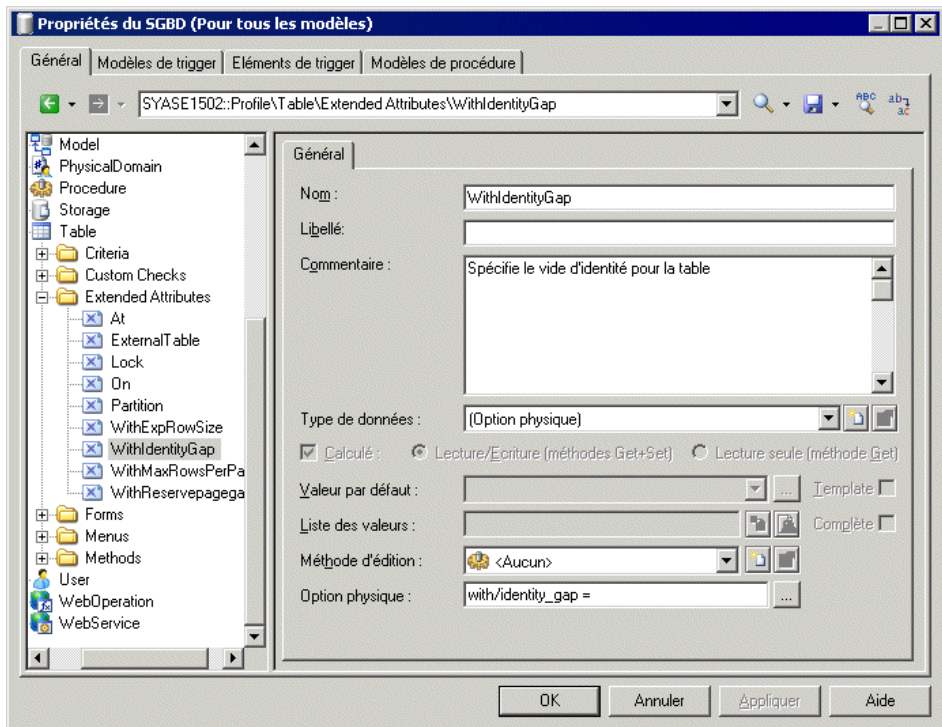 Propriétés du SGBD (Pour tous les modèles)
Général Modèles de trigger Eléments de trigger Modèles de procédure
SYASE1502::Profile\Table\Extended Attributes\WithIdentityGap
Model
PhysicalDomain
Procedure
Storage
Table
Criteria
Custom Checks
Extended Attributes
At
ExternalTable
Lock
On
Partition
WithExpRowSize
WithIdentityGap
WithMaxRowsPerPa
WithReservepagega
Forms
Menus
Methods
User
WebOperation
WebService
Général
Nom : WithIdentityGap
Libellé:
Commentaire : Spécifie le vide d'identité pour la table
Type de données : (Option physique)
Calculé : Lecture/Ecriture (méthodes Get+Set) Lecture seule (méthode Get)
Valeur par défaut : ... Template
Liste des valeurs : Complète
Méthode d'édition : <Aucun>
Option physique : with/identity_gap = ...
OK Annuler Appliquer Aide